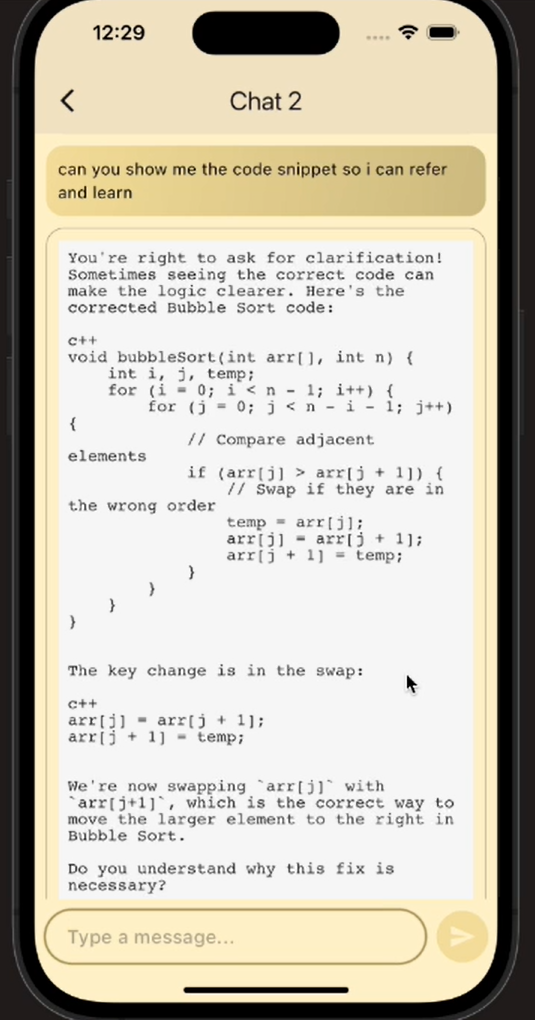 12:29
Chat 2
can you show me the code snippet so i can refer
and learn
You're right to ask for clarification!
Sometimes seeing the correct code can
make the logic clearer. Here's the
corrected Bubble Sort code:
c++
void bubbleSort(int arr[], int n) {
    int i, j, temp;
    for (i = 0; i < n - 1; i++) {
        for (j = 0; j < n - i - 1; j++)
{
            // Compare adjacent
elements
            if (arr[j] > arr[j + 1]) {
                // Swap if they are in
the wrong order
                temp = arr[j];
                arr[j] = arr[j + 1];
                arr[j + 1] = temp;
            }
        }
    }
}
The key change is in the swap:
c++
arr[j] = arr[j + 1];
arr[j + 1] = temp;
We're now swapping `arr[j]` with
`arr[j+1]`, which is the correct way to
move the larger element to the right in
Bubble Sort.
Do you understand why this fix is
necessary?
Type a message...